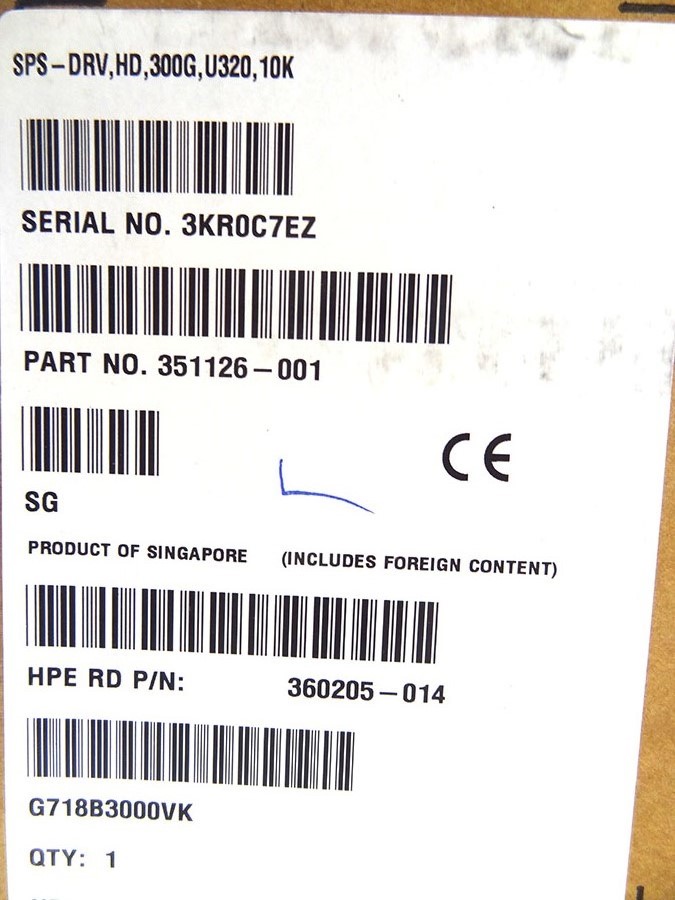 SPS-DRV,HD,300G,U320,10K
SERIAL NO. 3KR0C7EZ
PART NO. 351126-001
CE
SG
PRODUCT OF SINGAPORE (INCLUDES FOREIGN CONTENT)
HPE RD P/N: 360205-014
G718B3000VK
QTY: 1